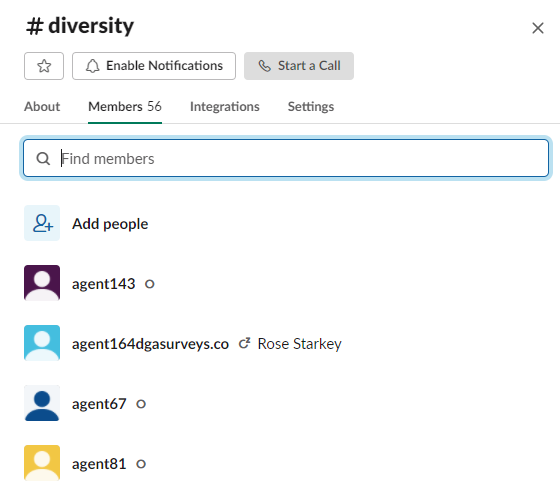 # diversity
Enable Notifications
Start a Call
About Members 56 Integrations Settings
Find members
Add people
agent143
agent164dgasurveys.co z Rose Starkey
agent67
agent81